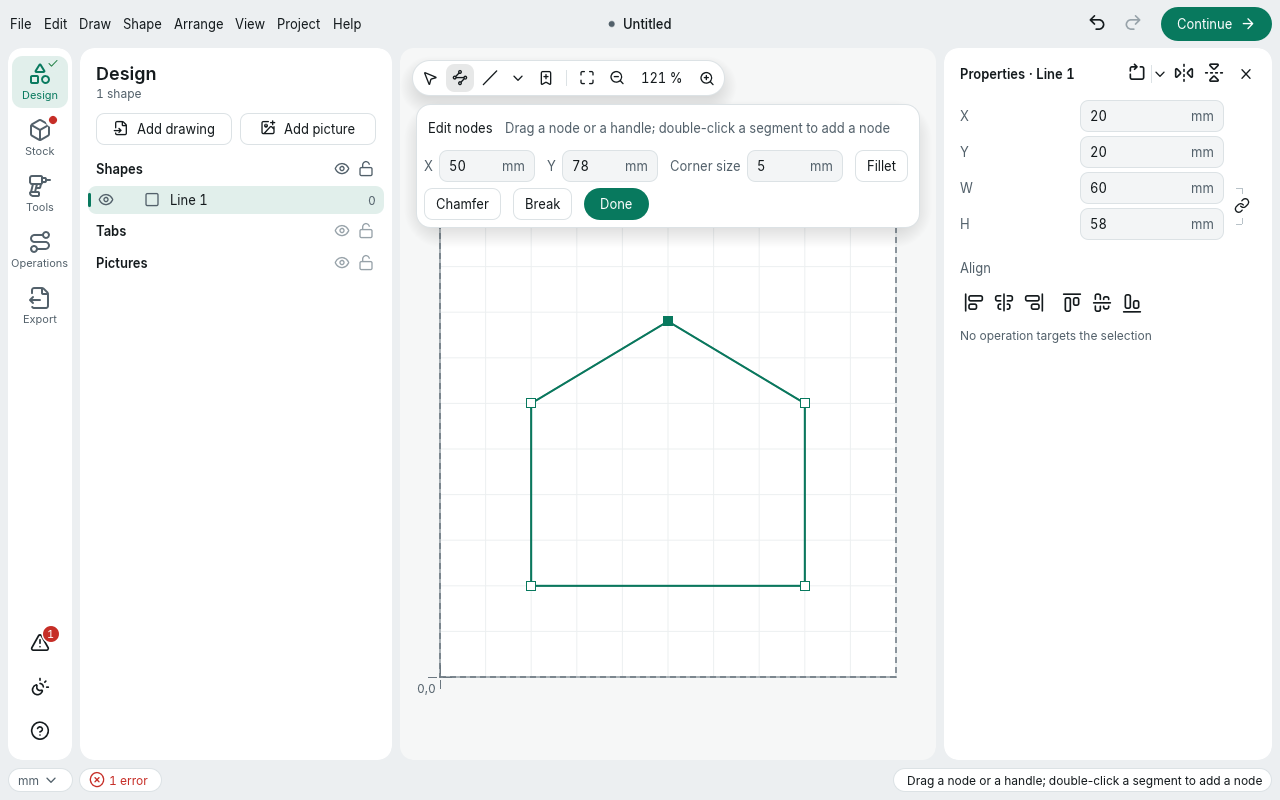 File Edit Draw Shape Arrange View Project Help
Untitled
Continue
Design
Stock
Tools
Operations
Export
1
Design
1 shape
Add drawing
Add picture
Shapes
Line 1 0
Tabs
Pictures
121 %
Edit nodes Drag a node or a handle; double-click a segment to add a node
X 50 mm Y 78 mm Corner size 5 mm Fillet
Chamfer Break Done
0,0
Properties · Line 1
X 20 mm
Y 20 mm
W 60 mm
H 58 mm
Align
No operation targets the selection
mm
1 error
Drag a node or a handle; double-click a segment to add a node